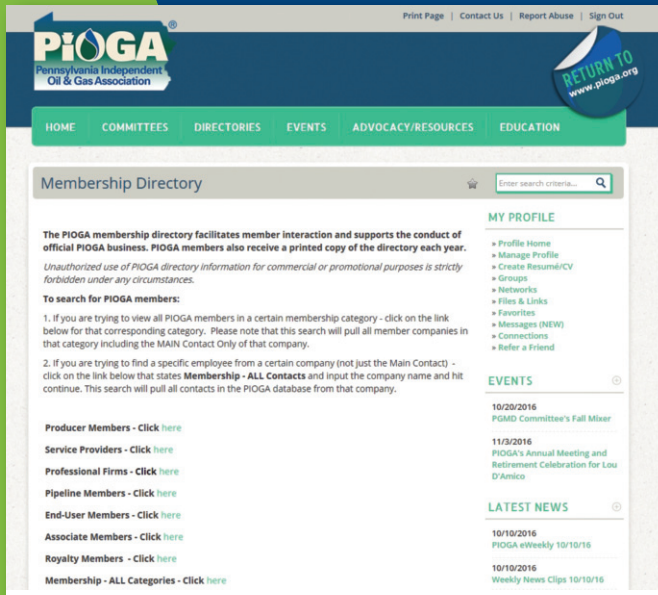 Print Page | Contact Us | Report Abuse | Sign Out
PIOGA®
Pennsylvania Independent
Oil & Gas Association
RETURN TO
www.pioga.org
HOME COMMITTEES DIRECTORIES EVENTS ADVOCACY/RESOURCES EDUCATION
Membership Directory
Enter search criteria...
The PIOGA membership directory facilitates member interaction and supports the conduct of
official PIOGA business. PIOGA members also receive a printed copy of the directory each year.
Unauthorized use of PIOGA directory information for commercial or promotional purposes is strictly
forbidden under any circumstances.
To search for PIOGA members:
1. If you are trying to view all PIOGA members in a certain membership category - click on the link
below for that corresponding category. Please note that this search will pull all member companies in
that category including the MAIN Contact Only of that company.
2. If you are trying to find a specific employee from a certain company (not just the Main Contact) -
click on the link below that states Membership - ALL Contacts and input the company name and hit
continue. This search will pull all contacts in the PIOGA database from that company.
Producer Members - Click here
Service Providers - Click here
Professional Firms - Click here
Pipeline Members - Click here
End-User Members - Click here
Associate Members - Click here
Royalty Members - Click here
Membership - ALL Categories - Click here
MY PROFILE
» Profile Home
» Manage Profile
» Create Resumé/CV
» Groups
» Networks
» Files & Links
» Favorites
» Messages (NEW)
» Connections
» Refer a Friend
EVENTS
10/20/2016
PGMD Committee's Fall Mixer
11/3/2016
PIOGA's Annual Meeting and
Retirement Celebration for Lou
D'Amico
LATEST NEWS
10/10/2016
PIOGA eWeekly 10/10/16
10/10/2016
Weekly News Clips 10/10/16